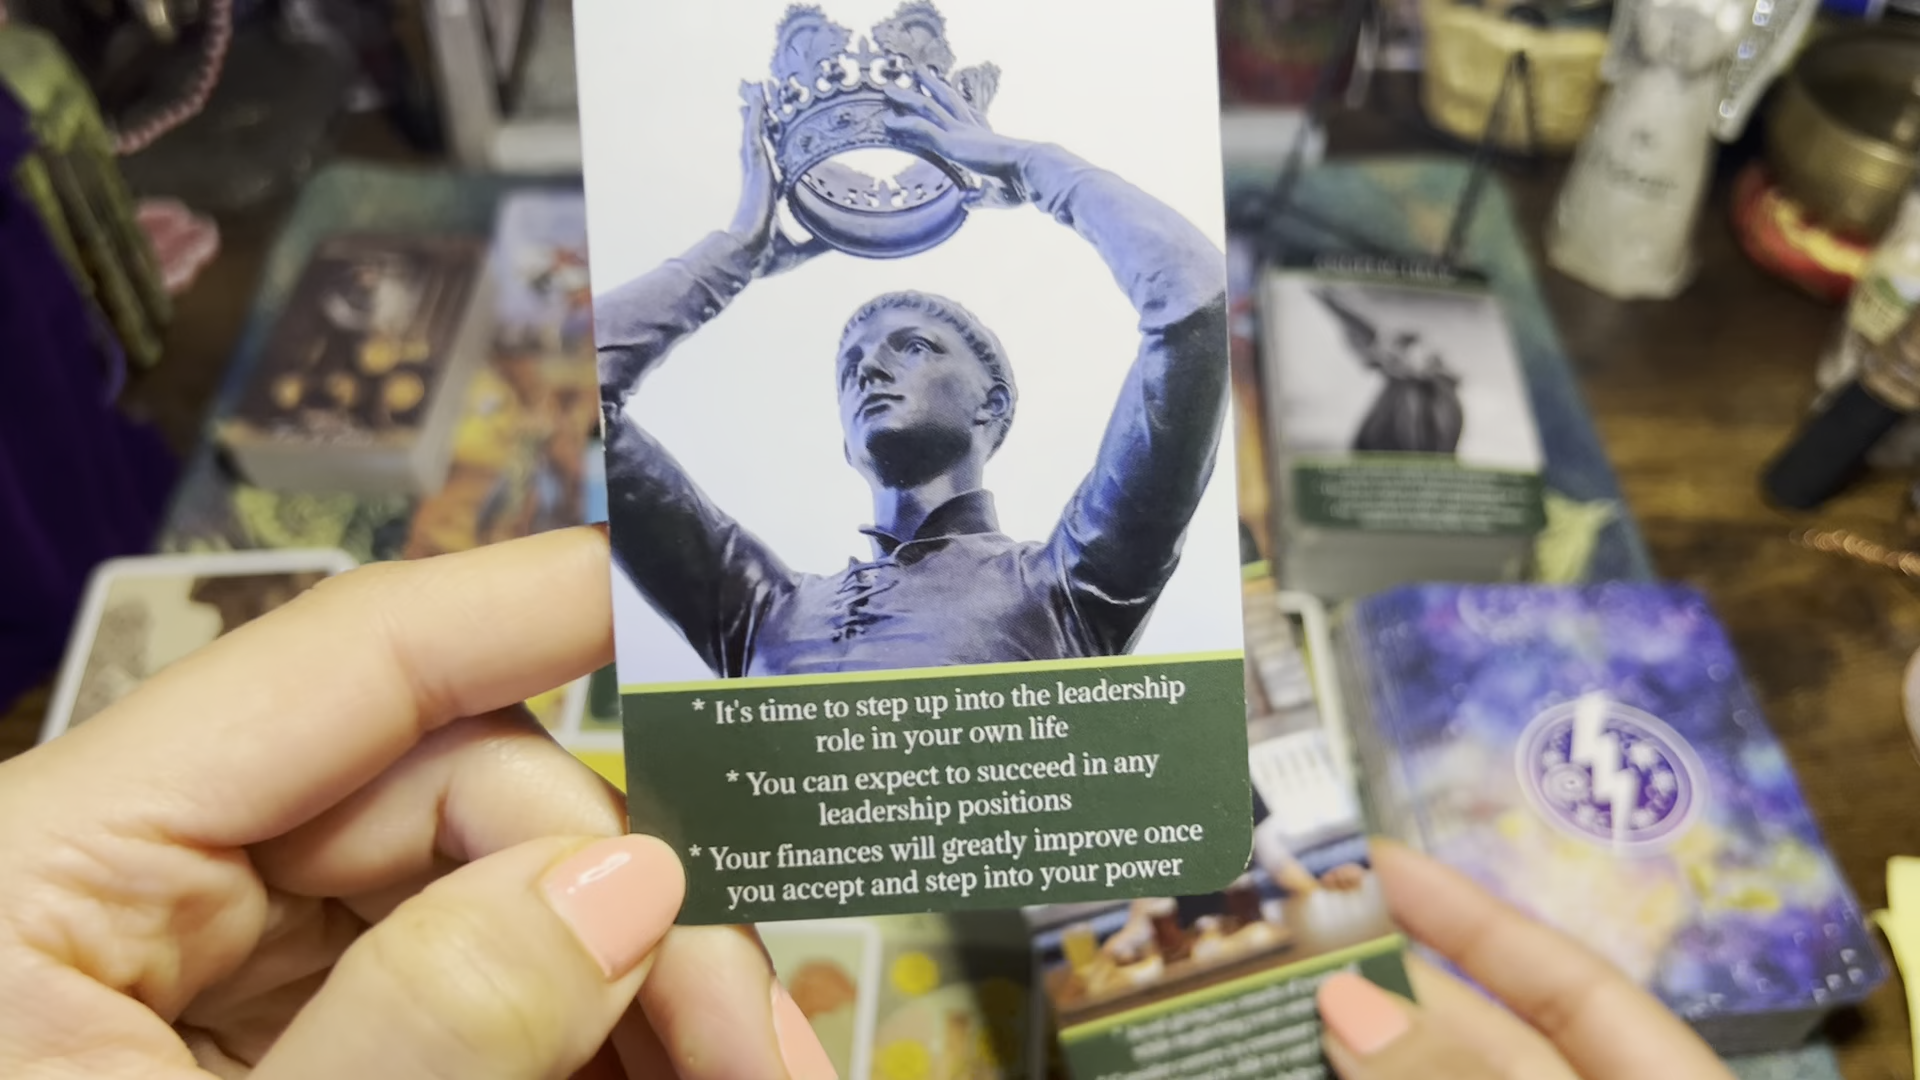 * It's time to step up into the leadership
role in your own life
* You can expect to succeed in any
leadership positions
* Your finances will greatly improve once
you accept and step into your power